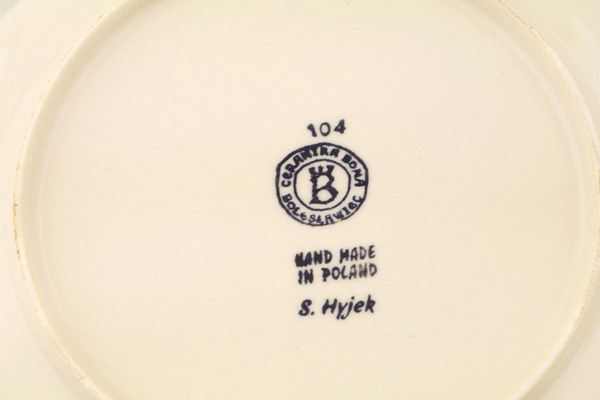 104
CERAMIKA BONA
B
BOLESŁAWIEC
HAND MADE
IN POLAND
S. Hyjek